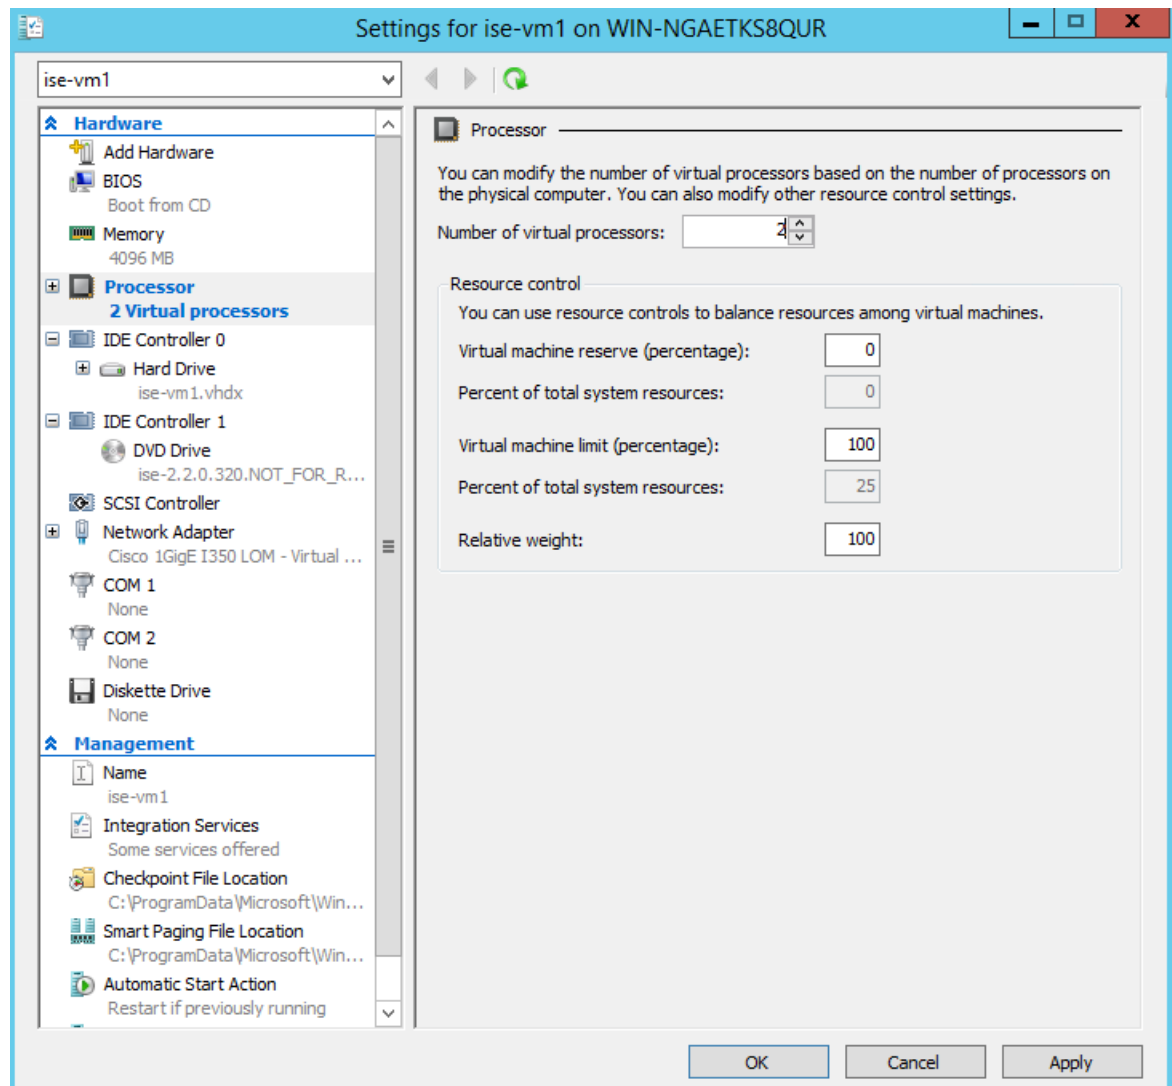 Settings for ise-vm1 on WIN-NGAETKS8QUR
ise-vm1
Hardware
Add Hardware
BIOS
Boot from CD
Memory
4096 MB
Processor
2 Virtual processors
IDE Controller 0
Hard Drive
ise-vm1.vhdx
IDE Controller 1
DVD Drive
ise-2.2.0.320.NOT_FOR_R...
SCSI Controller
Network Adapter
Cisco 1GigE I350 LOM - Virtual ...
COM 1
None
COM 2
None
Diskette Drive
None
Management
Name
ise-vm1
Integration Services
Some services offered
Checkpoint File Location
C:\ProgramData\Microsoft\Win...
Smart Paging File Location
C:\ProgramData\Microsoft\Win...
Automatic Start Action
Restart if previously running
Processor
You can modify the number of virtual processors based on the number of processors on
the physical computer. You can also modify other resource control settings.
Number of virtual processors: 2
Resource control
You can use resource controls to balance resources among virtual machines.
Virtual machine reserve (percentage): 0
Percent of total system resources: 0
Virtual machine limit (percentage): 100
Percent of total system resources: 25
Relative weight: 100
OK Cancel Apply